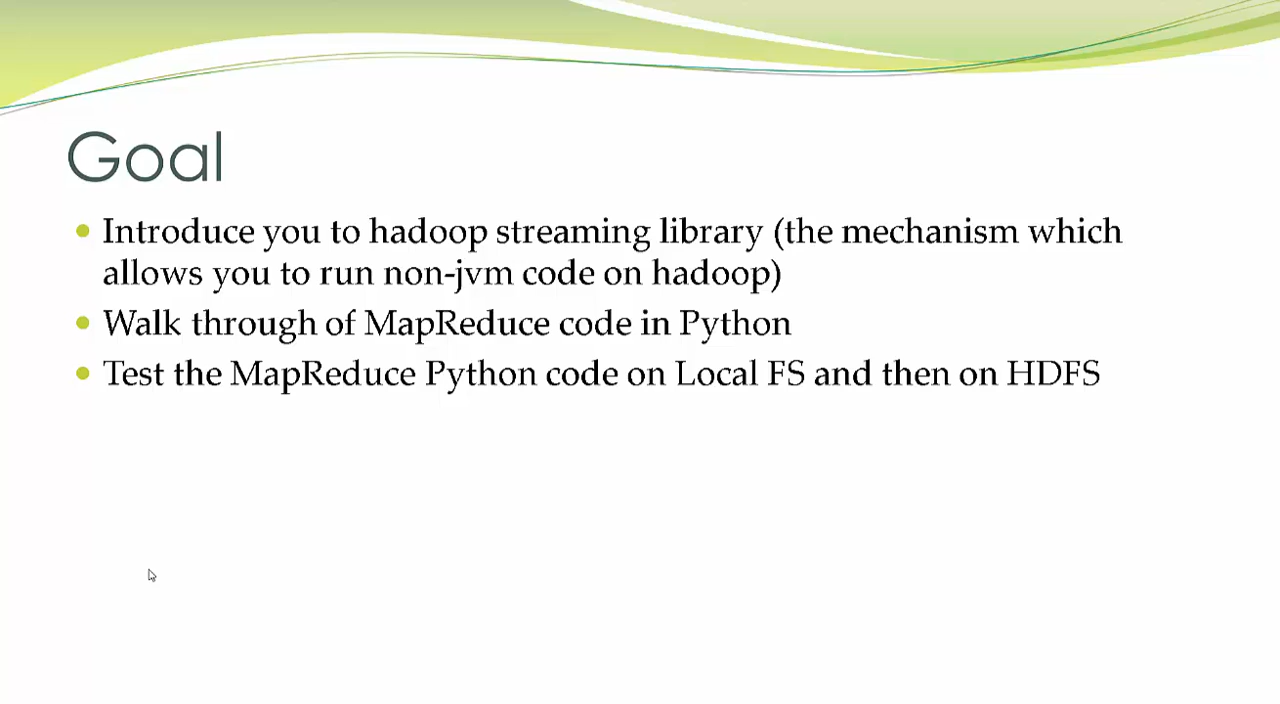 Goal
Introduce you to hadoop streaming library (the mechanism which
allows you to run non-jvm code on hadoop)
Walk through of MapReduce code in Python
Test the MapReduce Python code on Local FS and then on HDFS